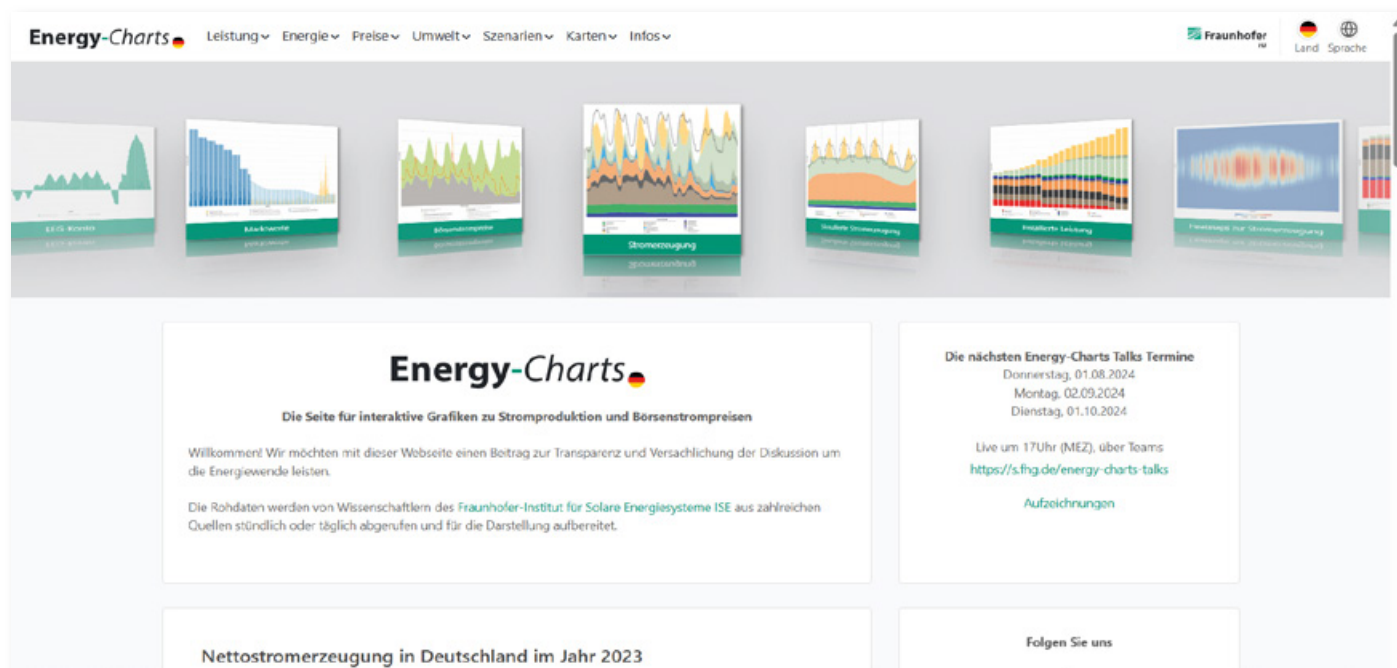 Energy-Charts
Leistung Energie Preise Umwelt Szenarien Karten Infos
Fraunhofer
ISE
Land Sprache
EEG-Konto
Marktwerte
Börsenstrompreise
Stromerzeugung
Installierte Leistung
Energy-Charts
Die Seite für interaktive Grafiken zu Stromproduktion und Börsenstrompreisen
Willkommen! Wir möchten mit dieser Webseite einen Beitrag zur Transparenz und Versachlichung der Diskussion um
die Energiewende leisten.
Die Rohdaten werden von Wissenschaftlern des Fraunhofer-Institut für Solare Energiesysteme ISE aus zahlreichen
Quellen stündlich oder täglich abgerufen und für die Darstellung aufbereitet.
Die nächsten Energy-Charts Talks Termine
Donnerstag, 01.08.2024
Montag, 02.09.2024
Dienstag, 01.10.2024
Live um 17Uhr (MEZ), über Teams
https://s.fhg.de/energy-charts-talks
Aufzeichnungen
Nettostromerzeugung in Deutschland im Jahr 2023
Folgen Sie uns